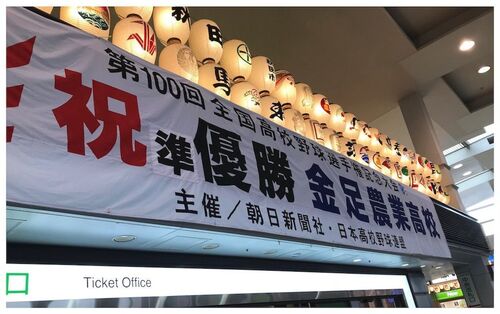 第100回全国高校野球選手権記念大会
祝 準優勝 金足農業高校
主催／朝日新聞社・日本高校野球連盟
Ticket Office